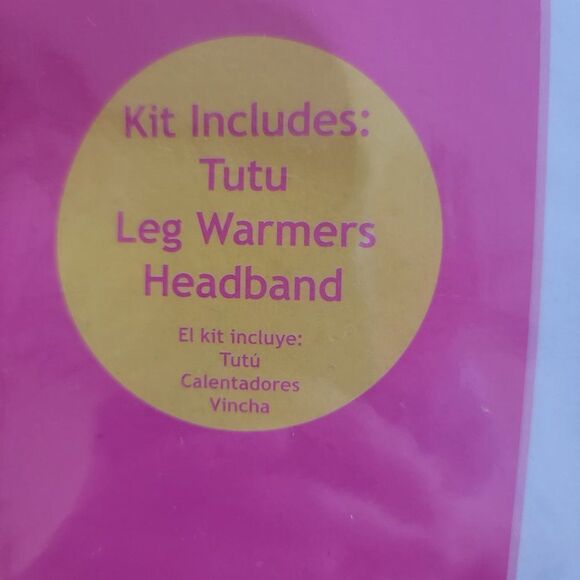 Kit Includes:
Tutu
Leg Warmers
Headband
El kit incluye:
Tutú
Calentadores
Vincha